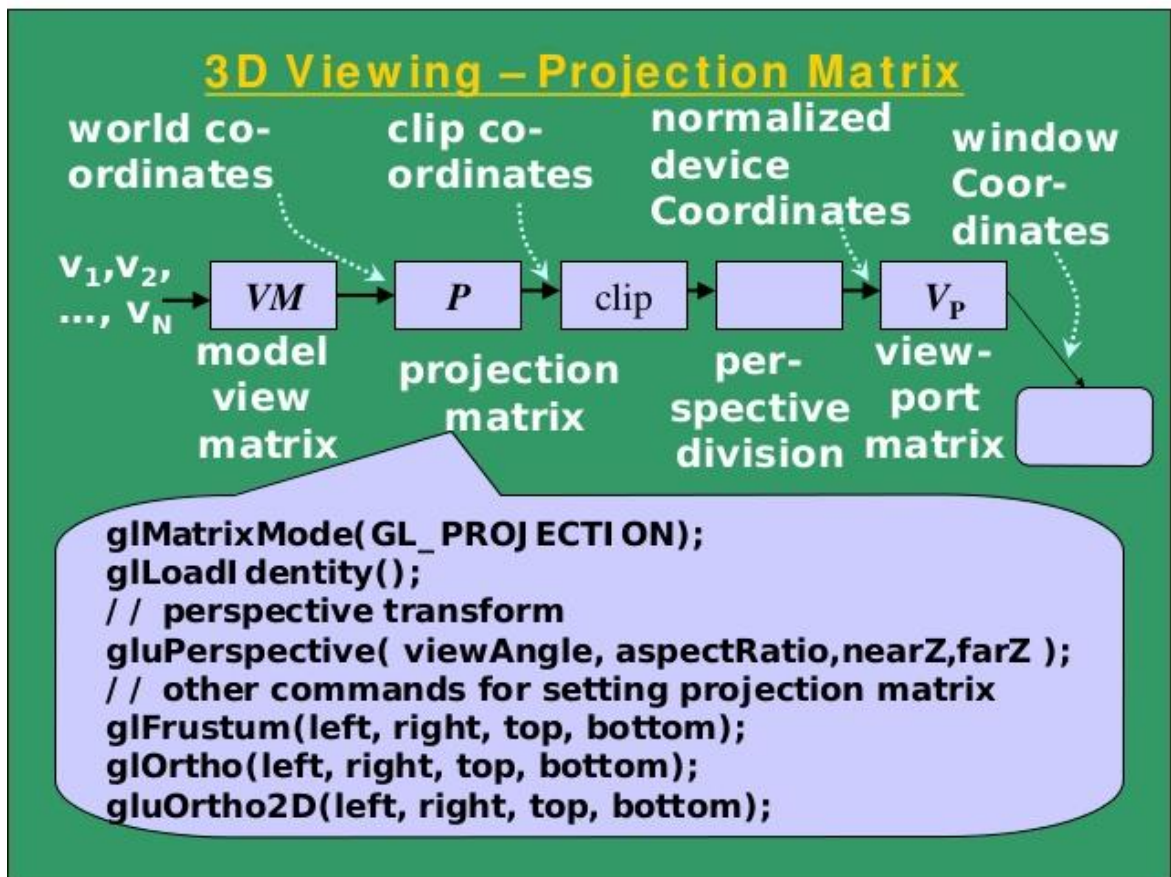 3D Viewing – Projection Matrix
world co-
ordinates
clip co-
ordinates
normalized
device
Coordinates
window
Coor-
dinates
v1,v2,
..., vN
VM
P
clip
VP
model
view
matrix
projection
matrix
per-
spective
division
view-
port
matrix
glMatrixMode(GL_PROJECTION);
glLoadIdentity();
// perspective transform
gluPerspective( viewAngle, aspectRatio,nearZ,farZ );
// other commands for setting projection matrix
glFrustum(left, right, top, bottom);
glOrtho(left, right, top, bottom);
gluOrtho2D(left, right, top, bottom);